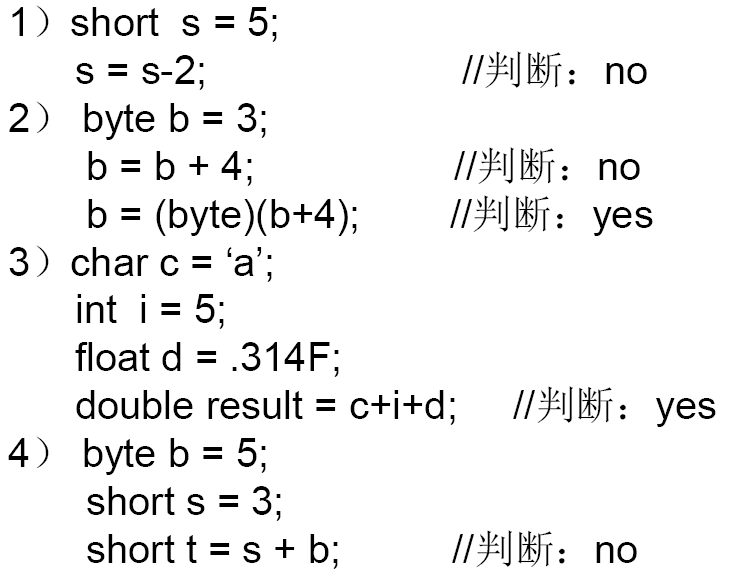 1）short  s = 5;
s = s-2;                //判断：no
2） byte b = 3;
b = b + 4;              //判断：no
b = (byte)(b+4);        //判断：yes
3）char c = ‘a’;
int  i = 5;
float d = .314F;
double result = c+i+d;    //判断：yes
4） byte b = 5;
short s = 3;
short t = s + b;        //判断：no